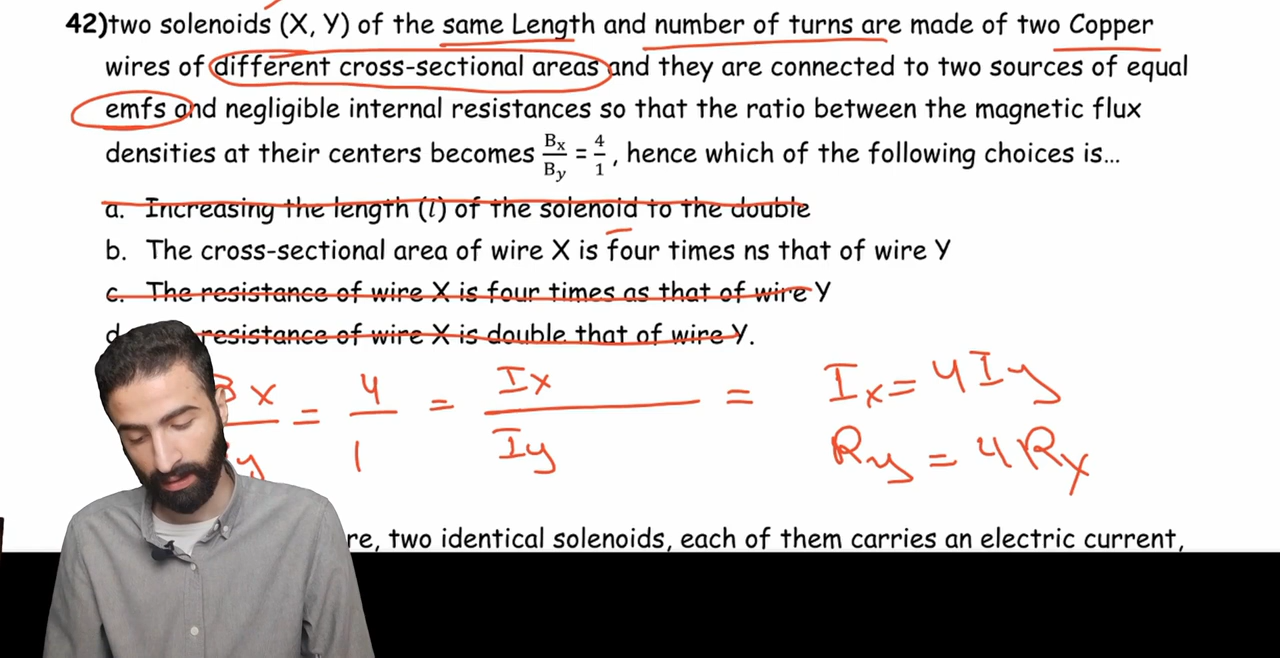 42)two solenoids (X, Y) of the same Length and number of turns are made of two Copper
wires of different cross-sectional areas and they are connected to two sources of equal
emfs and negligible internal resistances so that the ratio between the magnetic flux
densities at their centers becomes Bx/By = 4/1, hence which of the following choices is...
a. Increasing the length (l) of the solenoid to the double
b. The cross-sectional area of wire X is four times ns that of wire Y
c. The resistance of wire X is four times as that of wire Y
d resistance of wire X is double that of wire Y.
Bx/y = 4/1 = Ix/Iy = Ix = 4Iy
Ry = 4Rx
re, two identical solenoids, each of them carries an electric current,